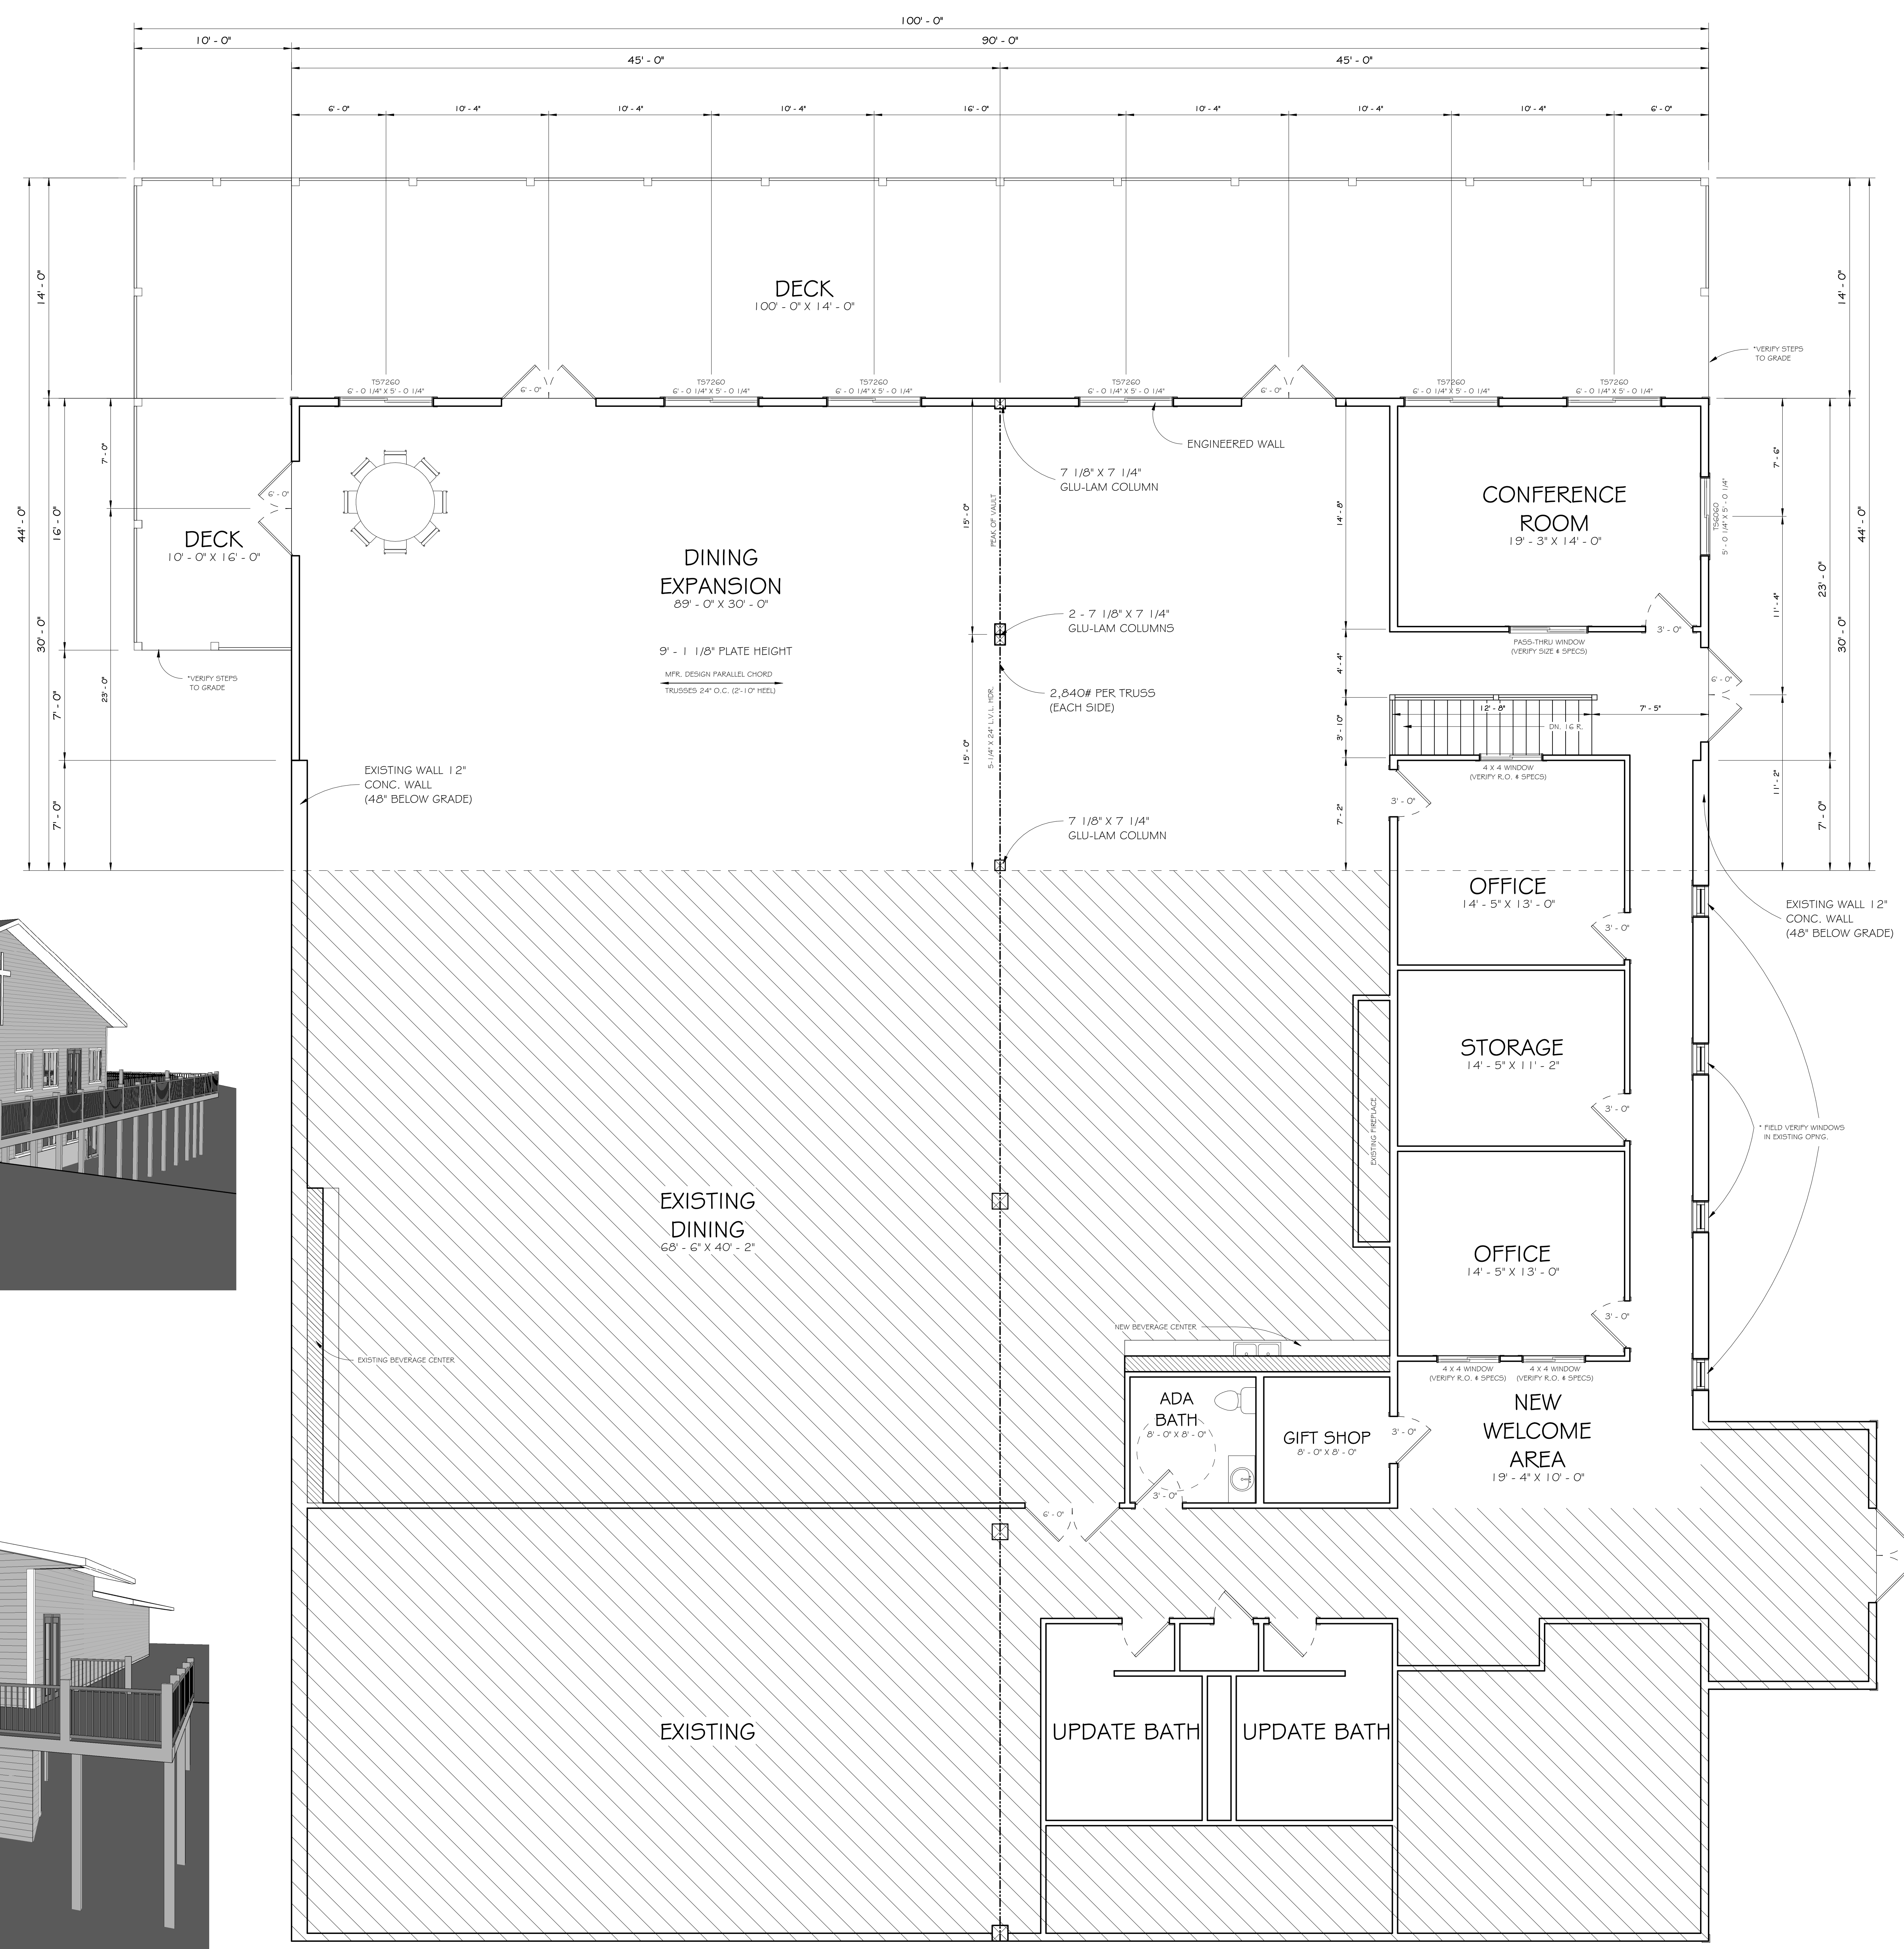 100' - 0"
10' - 0"
90' - 0"
45' - 0"
45' - 0"
6' - 0"
10' - 4"
10' - 4"
10' - 4"
16' - 0"
10' - 4"
10' - 4"
10' - 4"
6' - 0"
14' - 0"
14' - 0"
DECK
100' - 0" X 14' - 0"
*VERIFY STEPS
TO GRADE
TS7260
6' - 0 1/4" X 5' - 0 1/4"
6' - 0"
TS7260
6' - 0 1/4" X 5' - 0 1/4"
TS7260
6' - 0 1/4" X 5' - 0 1/4"
TS7260
6' - 0 1/4" X 5' - 0 1/4"
6' - 0"
TS7260
6' - 0 1/4" X 5' - 0 1/4"
TS7260
6' - 0 1/4" X 5' - 0 1/4"
ENGINEERED WALL
7 1/8" X 7 1/4"
GLU-LAM COLUMN
44' - 0"
30' - 0"
16' - 0"
7' - 0"
7' - 0"
7' - 0"
23' - 0"
6' - 0"
DECK
10' - 0" X 16' - 0"
*VERIFY STEPS
TO GRADE
DINING
EXPANSION
89' - 0" X 30' - 0"
9' - 1 1/8" PLATE HEIGHT
MFR. DESIGN PARALLEL CHORD
TRUSSES 24" O.C. (2'-10" HEEL)
15' - 0"
PEAK OF VAULT
15' - 0"
5-1/4" X 24" L.V.L. HDR.
2 - 7 1/8" X 7 1/4"
GLU-LAM COLUMNS
2,840# PER TRUSS
(EACH SIDE)
7 1/8" X 7 1/4"
GLU-LAM COLUMN
14' - 8"
4' - 4"
3' - 10"
7' - 2"
CONFERENCE
ROOM
19' - 3" X 14' - 0"
TS6060
5' - 0 1/4" X 5' - 0 1/4"
PASS-THRU WINDOW
(VERIFY SIZE & SPECS)
3' - 0"
6' - 0"
12' - 8"
7' - 5"
DN. 16 R.
4 X 4 WINDOW
(VERIFY R.O. & SPECS)
3' - 0"
7' - 6"
11' - 4"
11' - 2"
23' - 0"
7' - 0"
30' - 0"
44' - 0"
EXISTING WALL 12"
CONC. WALL
(48" BELOW GRADE)
EXISTING WALL 12"
CONC. WALL
(48" BELOW GRADE)
OFFICE
14' - 5" X 13' - 0"
3' - 0"
STORAGE
14' - 5" X 11' - 2"
3' - 0"
EXISTING FIREPLACE
* FIELD VERIFY WINDOWS
IN EXISTING OPN'G.
EXISTING
DINING
68' - 6" X 40' - 2"
OFFICE
14' - 5" X 13' - 0"
3' - 0"
NEW BEVERAGE CENTER
EXISTING BEVERAGE CENTER
4 X 4 WINDOW
(VERIFY R.O. & SPECS)
4 X 4 WINDOW
(VERIFY R.O. & SPECS)
ADA
BATH
8' - 0" X 8' - 0"
3' - 0"
GIFT SHOP
8' - 0" X 8' - 0"
3' - 0"
NEW
WELCOME
AREA
19' - 4" X 10' - 0"
6' - 0"
EXISTING
UPDATE BATH
UPDATE BATH